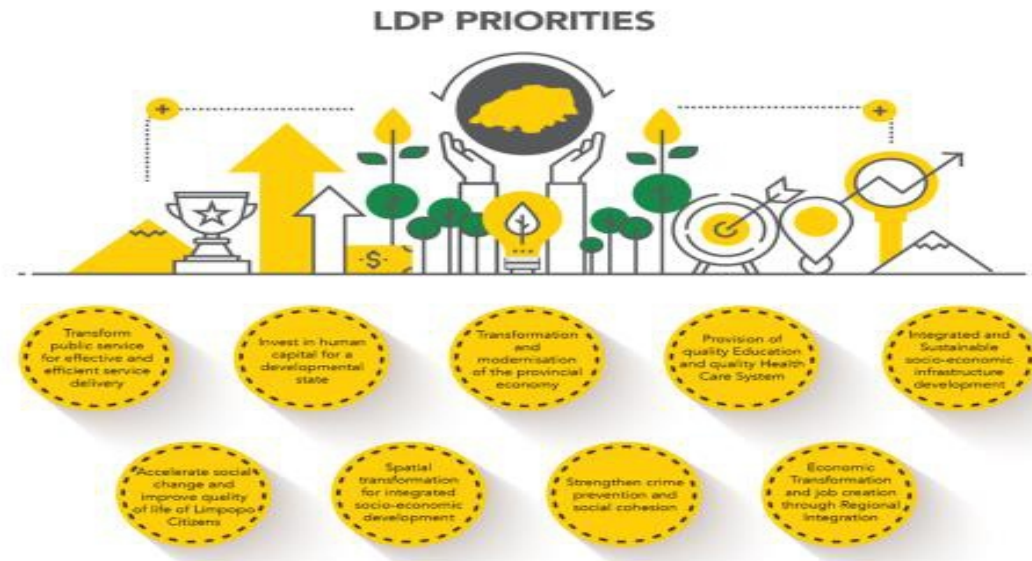 LDP PRIORITIES
+
+
$
Transform
public service
for effective and
efficient service
delivery
Invest in human
capital for a
developmental
state
Transformation
and
modernisation
of the provincial
economy
Provision of
quality Education
and quality Health
Care System
Integrated and
Sustainable
socio-economic
infrastructure
development
Accelerate social
change and
improve quality
of life of Limpopo
Citizens
Spatial
transformation
for integrated
socio-economic
development
Strengthen crime
prevention and
social cohesion
Economic
Transformation
and job creation
through Regional
Integration